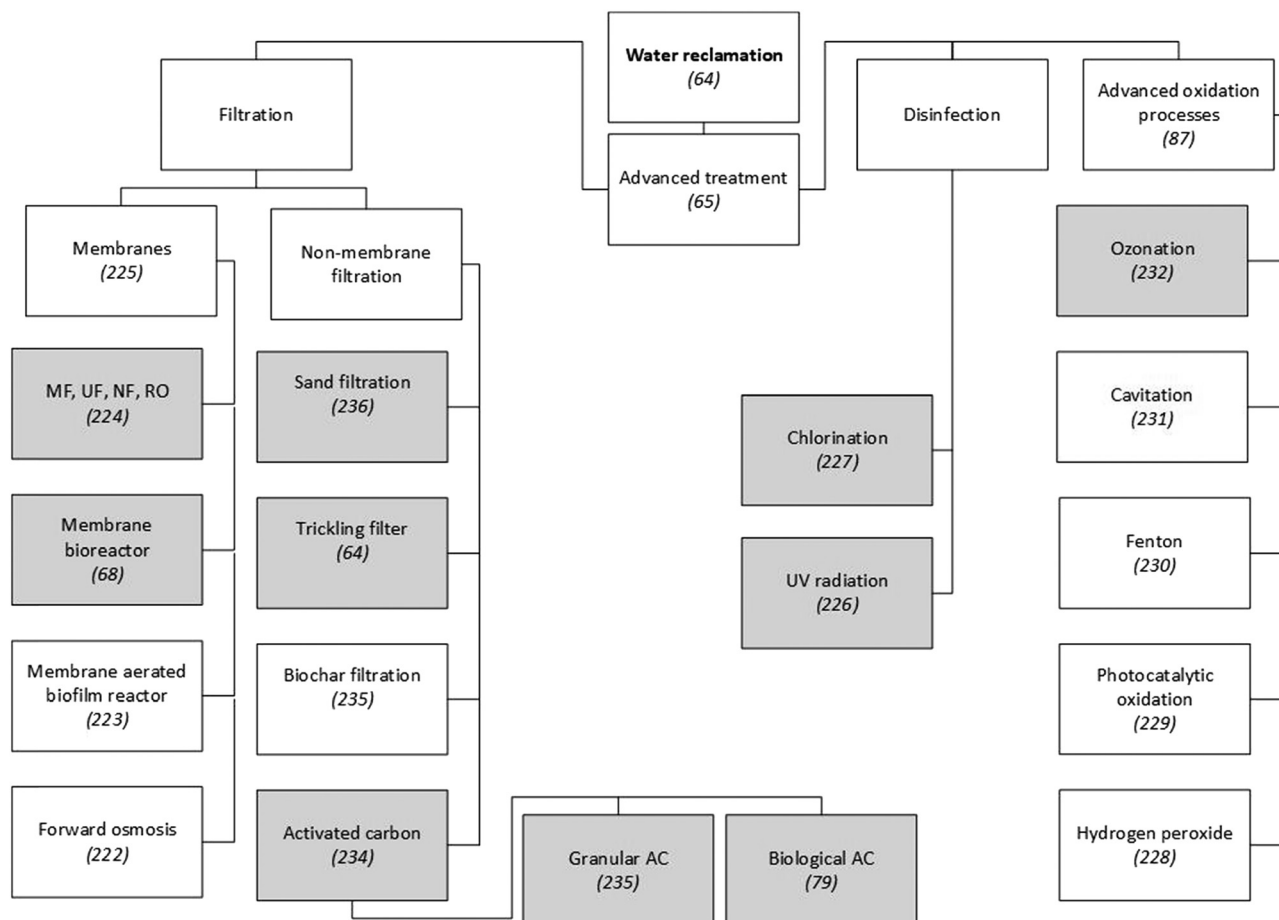 Water reclamation
(64)
Advanced treatment
(65)
Filtration
Membranes
(225)
MF, UF, NF, RO
(224)
Membrane
bioreactor
(68)
Membrane aerated
biofilm reactor
(223)
Forward osmosis
(222)
Non-membrane
filtration
Sand filtration
(236)
Trickling filter
(64)
Biochar filtration
(235)
Activated carbon
(234)
Granular AC
(235)
Biological AC
(79)
Disinfection
Chlorination
(227)
UV radiation
(226)
Advanced oxidation
processes
(87)
Ozonation
(232)
Cavitation
(231)
Fenton
(230)
Photocatalytic
oxidation
(229)
Hydrogen peroxide
(228)